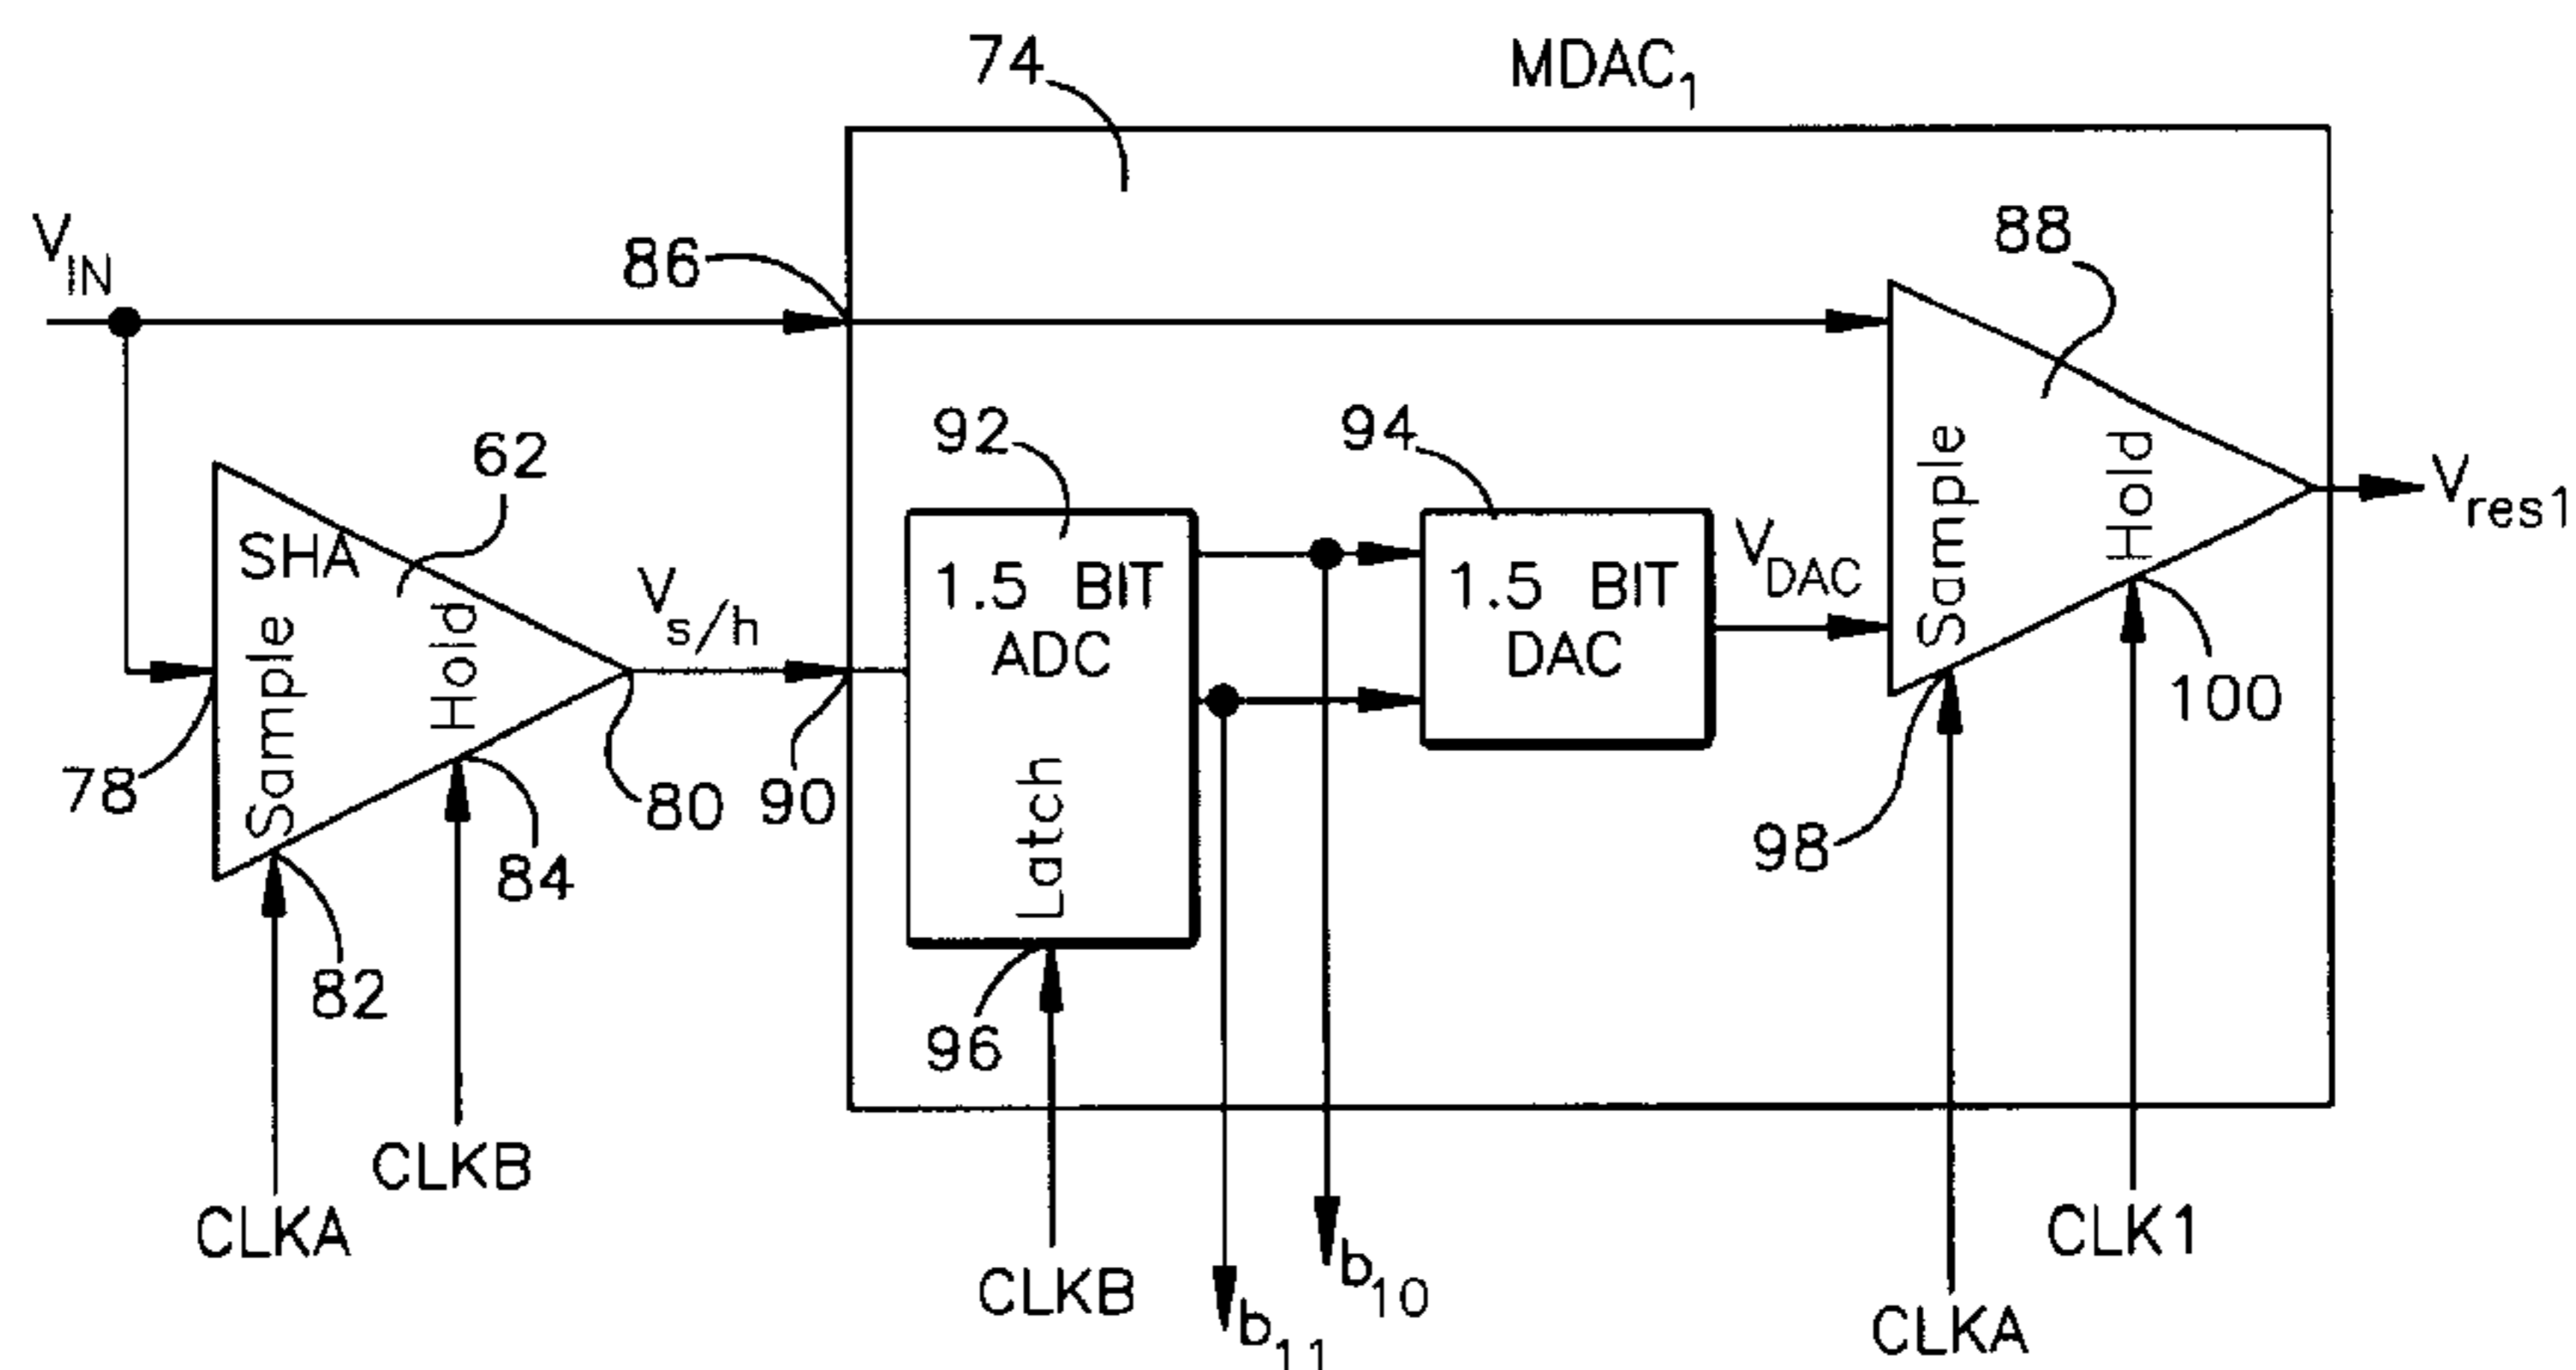 74
MDAC1
VIN
86
88
62
92
94
SHA
Sample
Hold
Vs/h
1.5 BIT
ADC
Latch
1.5 BIT
DAC
VDAC
Sample
Hold
Vres1
78
80
90
84
82
96
98
100
CLKA
CLKB
CLKB
b11
b10
CLKA
CLK1